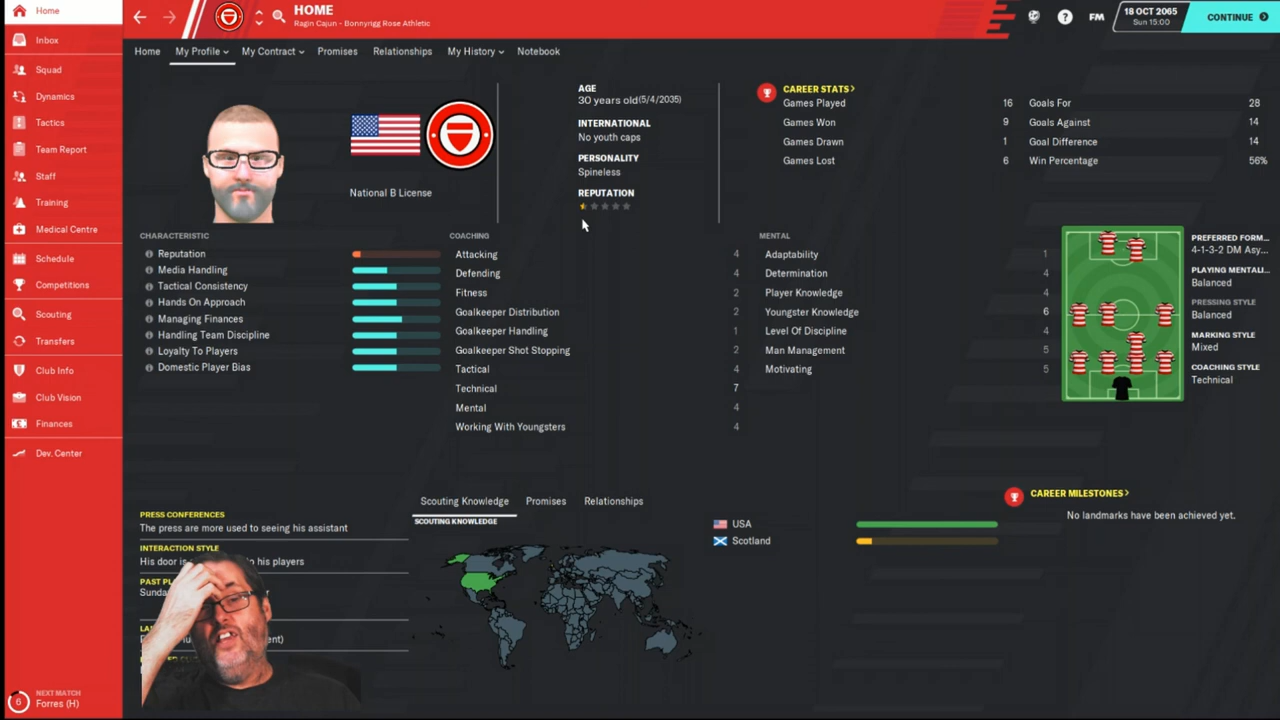 Home
HOME
Ragin Cajun - Bonnyrigg Rose Athletic
FM
18 OCT 2065
Sun 15:00
CONTINUE
Inbox
Squad
Dynamics
Tactics
Team Report
Staff
Training
Medical Centre
Schedule
Competitions
Scouting
Transfers
Club Info
Club Vision
Finances
Dev. Center
6
NEXT MATCH
Forres (H)
Home My Profile My Contract Promises Relationships My History Notebook
National B License
AGE
30 years old (5/4/2035)
INTERNATIONAL
No youth caps
PERSONALITY
Spineless
REPUTATION
CAREER STATS>
Games Played 16 Goals For 28
Games Won 9 Goals Against 14
Games Drawn 1 Goal Difference 14
Games Lost 6 Win Percentage 56%
CHARACTERISTIC
Reputation
Media Handling
Tactical Consistency
Hands On Approach
Managing Finances
Handling Team Discipline
Loyalty To Players
Domestic Player Bias
COACHING
Attacking 4
Defending 4
Fitness 2
Goalkeeper Distribution 2
Goalkeeper Handling 1
Goalkeeper Shot Stopping 2
Tactical 4
Technical 7
Mental 4
Working With Youngsters 4
MENTAL
Adaptability 1
Determination 4
Player Knowledge 4
Youngster Knowledge 6
Level Of Discipline 4
Man Management 5
Motivating 5
PREFERRED FORM...
4-1-3-2 DM Asy...
PLAYING MENTALI...
Balanced
PRESSING STYLE
Balanced
MARKING STYLE
Mixed
COACHING STYLE
Technical
PRESS CONFERENCES
The press are more used to seeing his assistant
INTERACTION STYLE
His door is to his players
PAST
Scouting Knowledge Promises Relationships
SCOUTING KNOWLEDGE
USA
Scotland
CAREER MILESTONES>
No landmarks have been achieved yet.